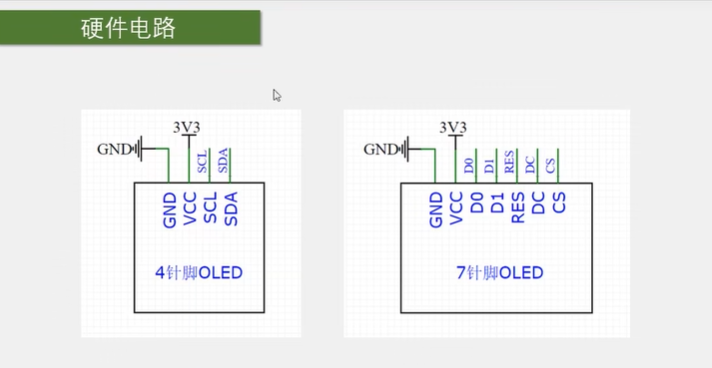 硬件电路
3V3
GND
SCL
SDA
GND
VCC
SCL
SDA
4针脚OLED
3V3
GND
D0
D1
RES
DC
CS
GND
VCC
D0
D1
RES
DC
CS
7针脚OLED